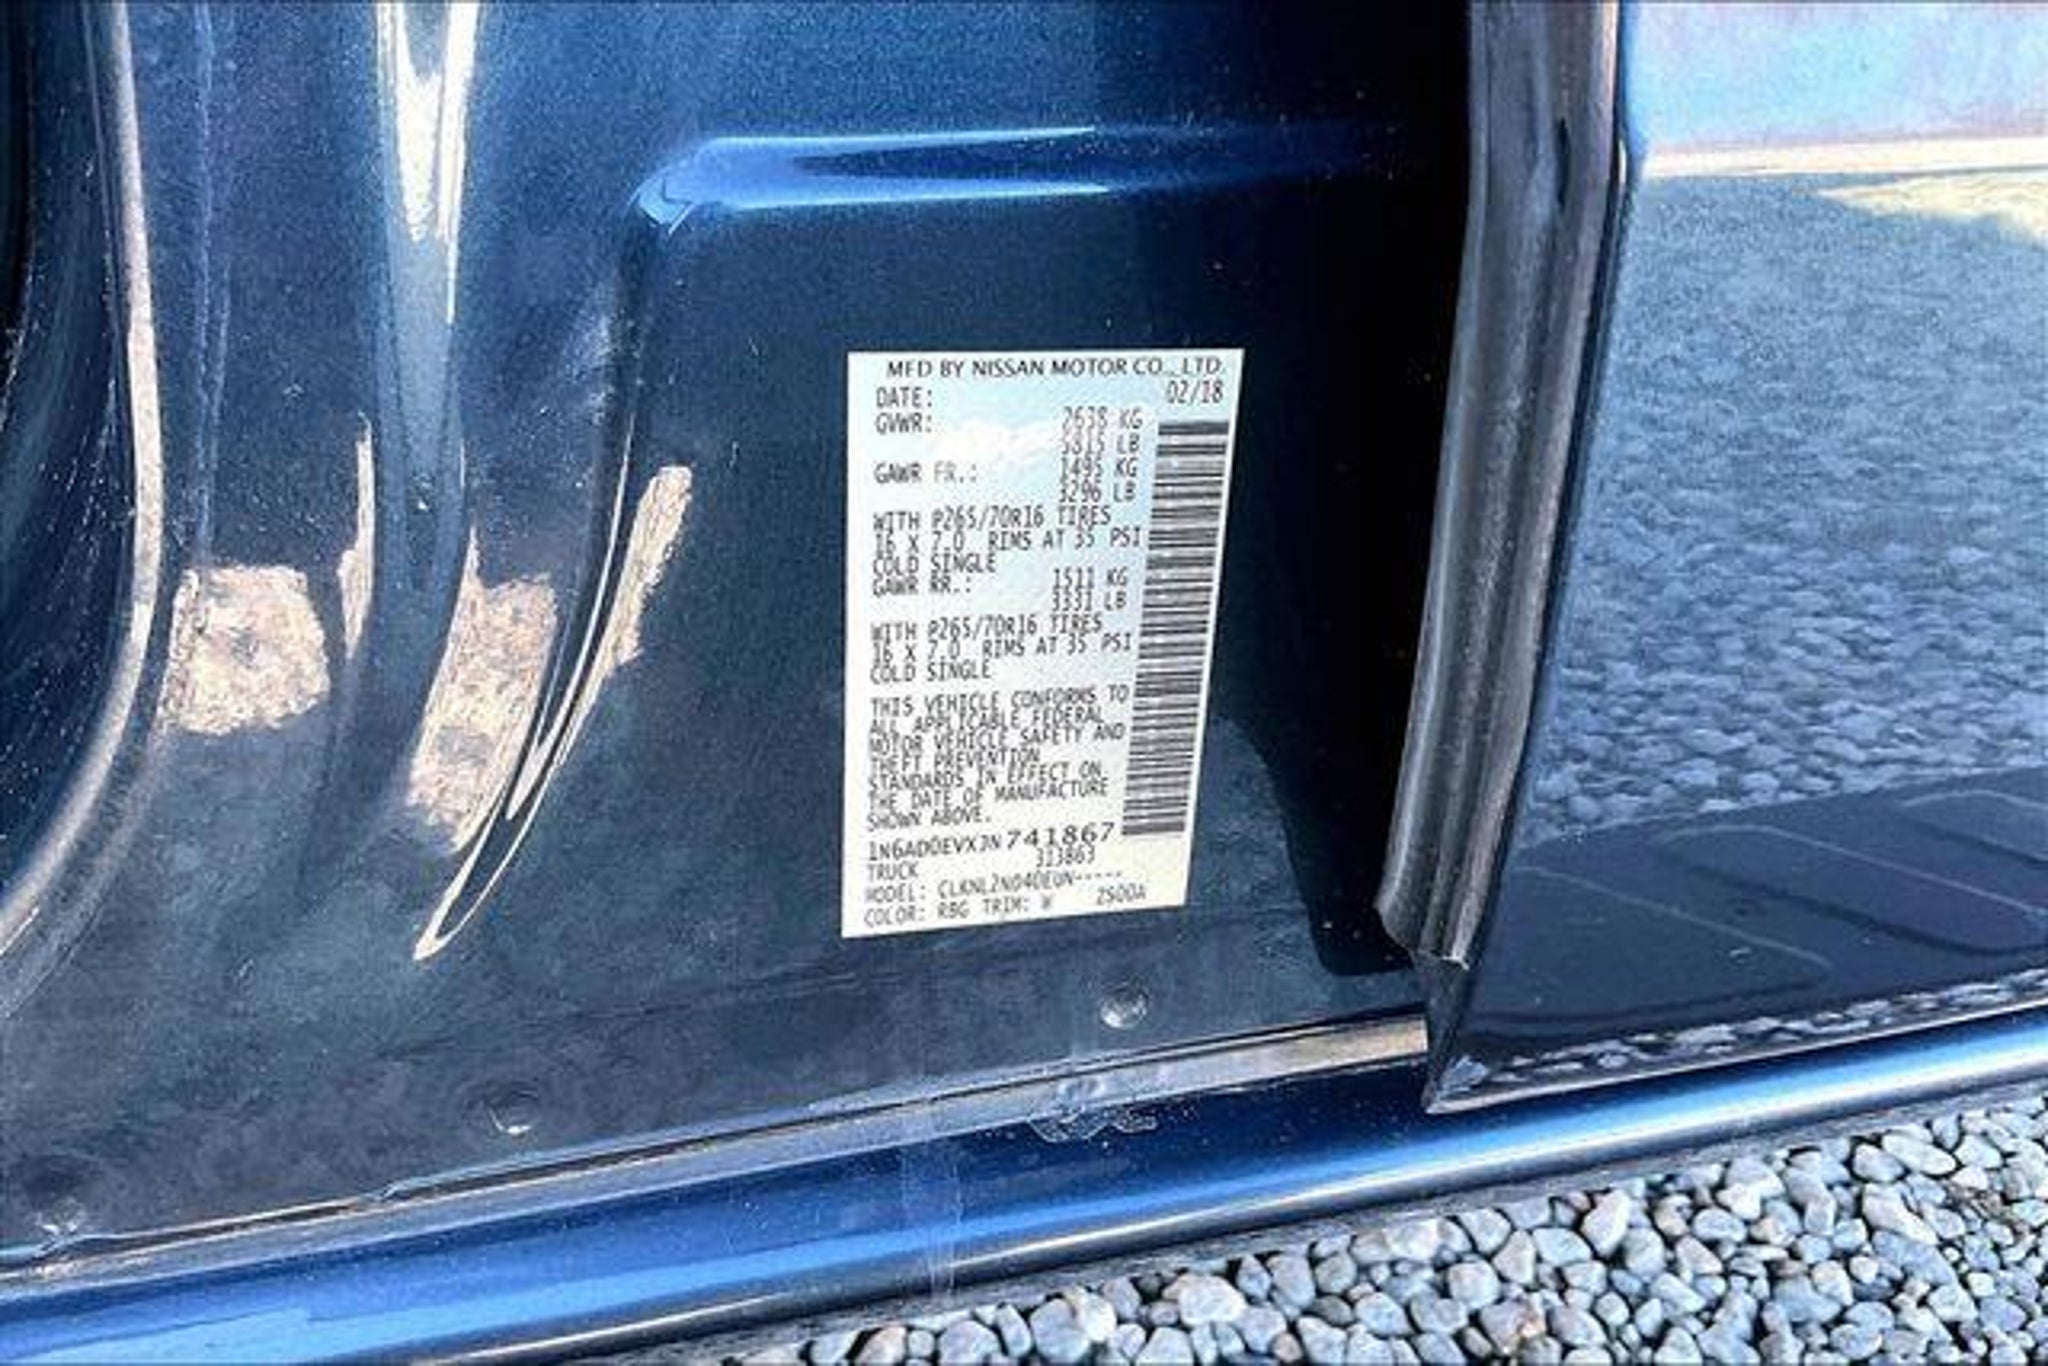 MFD BY NISSAN MOTOR CO., LTD.
DATE: 02/18
GVWR: 2638 KG
5815 LB
GAWR FR.: 1495 KG
3296 LB
WITH P265/70R16 TIRES
16 X 7.0 RIMS AT 35 PSI
COLD SINGLE
GAWR RR.: 1511 KG
3331 LB
WITH P265/70R16 TIRES
16 X 7.0 RIMS AT 35 PSI
COLD SINGLE
THIS VEHICLE CONFORMS TO
ALL APPLICABLE FEDERAL
MOTOR VEHICLE SAFETY AND
THEFT PREVENTION
STANDARDS IN EFFECT ON
THE DATE OF MANUFACTURE
SHOWN ABOVE.
1N6AD0EVXJN741867
TRUCK 313863
MODEL: CLKNLZN040EUN-----
COLOR: RBG TRIM: W ZS00A